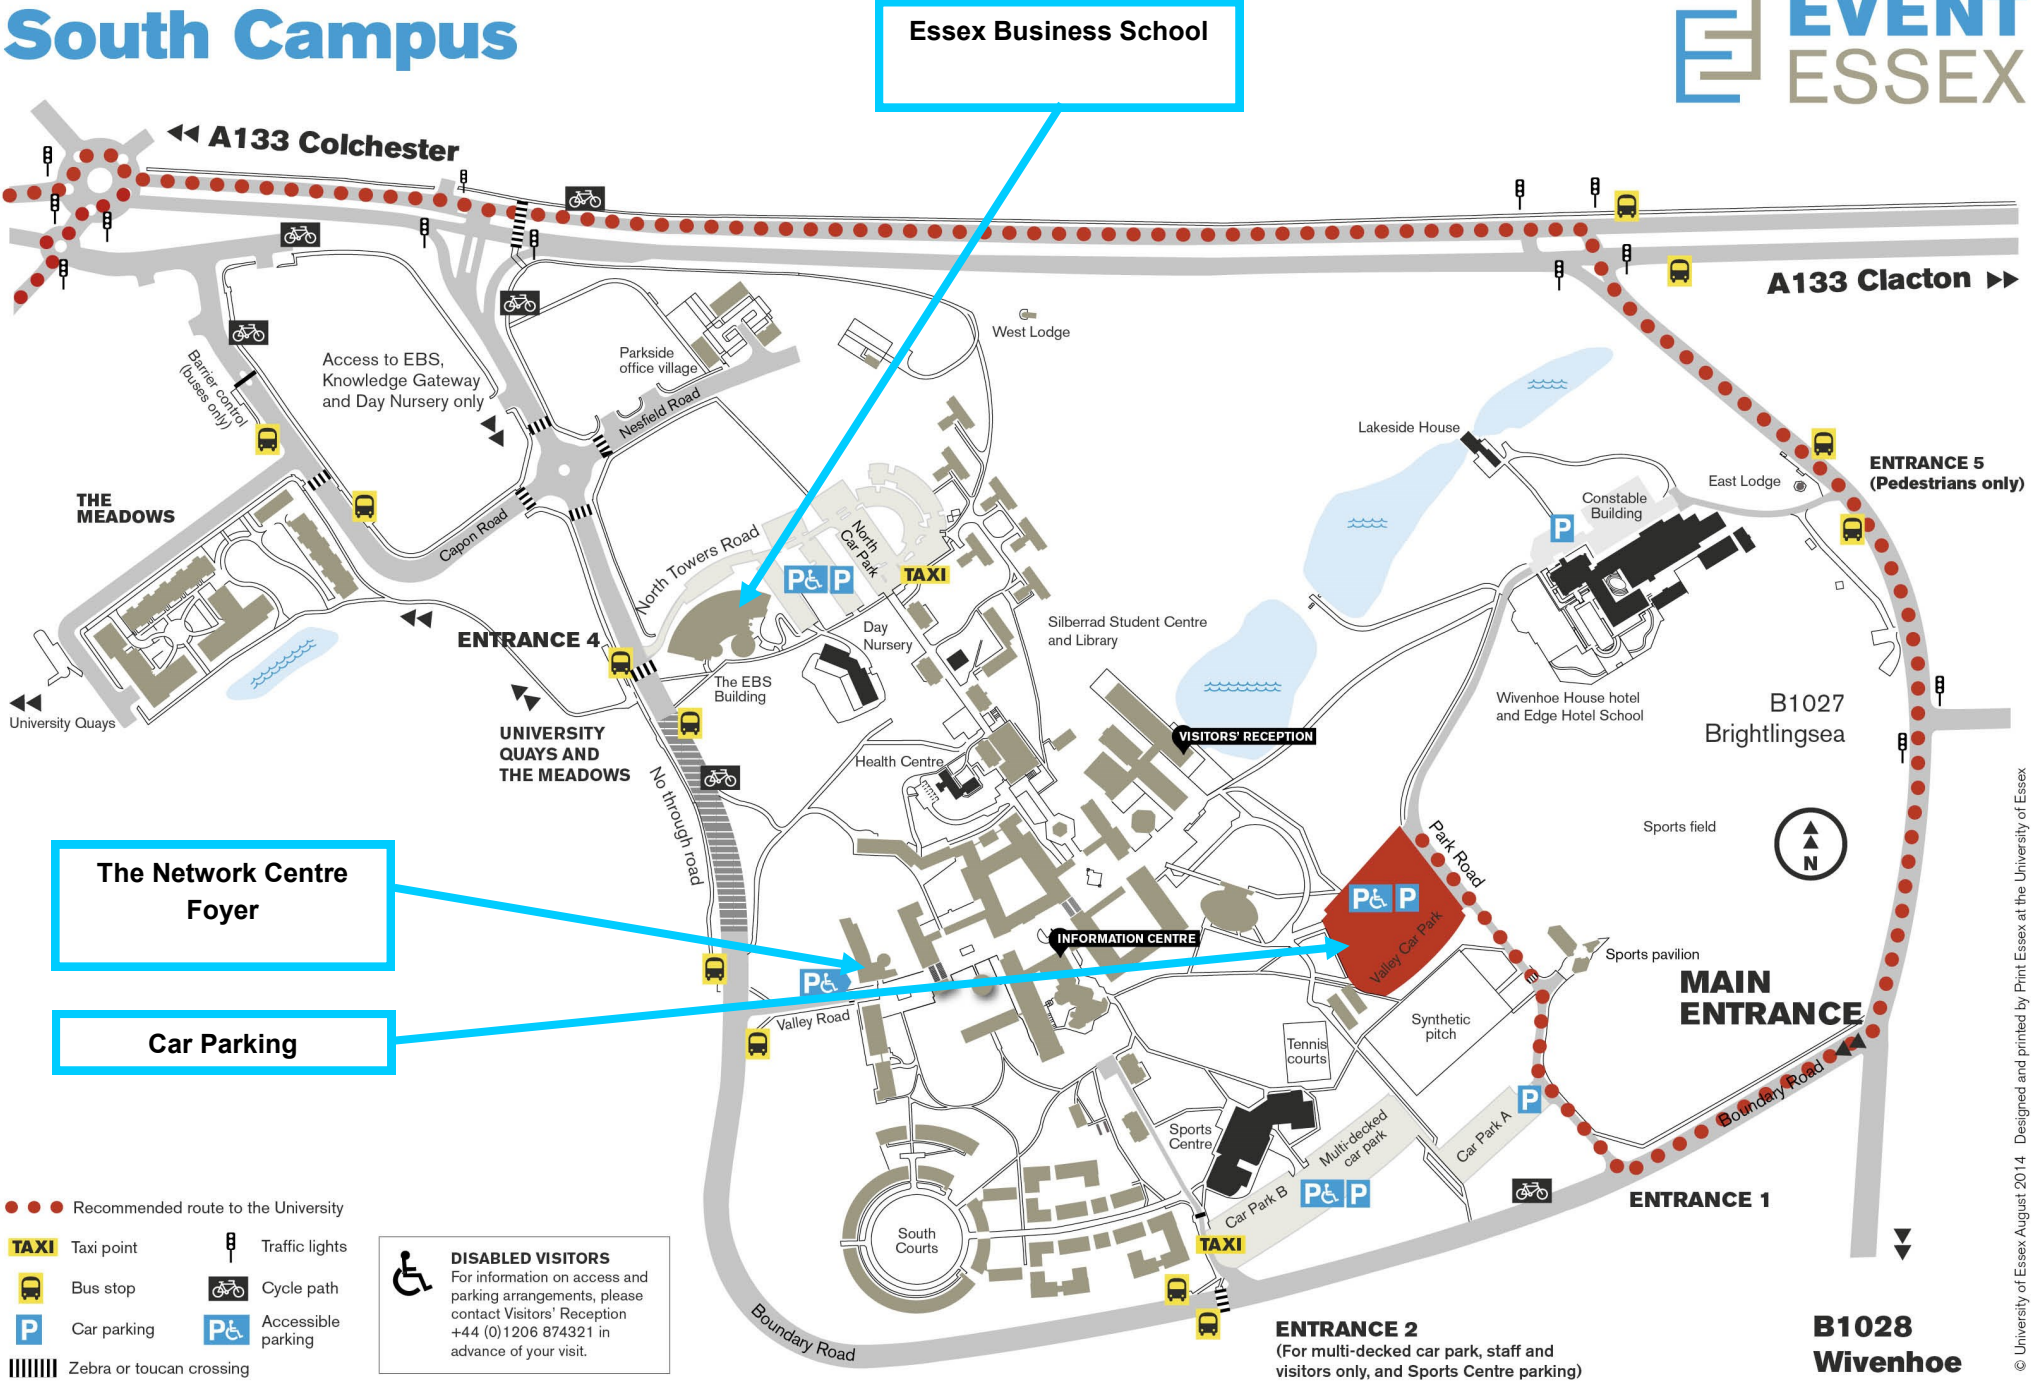 South Campus
Essex Business School
EVENT
ESSEX
A133 Colchester
A133 Clacton
West Lodge
Parkside
office village
Nesfield Road
Access to EBS,
Knowledge Gateway
and Day Nursery only
Barrier control
(buses only)
Lakeside House
ENTRANCE 5
(Pedestrians only)
East Lodge
Constable
Building
P
THE
MEADOWS
Capon Road
North Towers Road
North
Car Park
P P
TAXI
Day
Nursery
Silberrad Student Centre
and Library
ENTRANCE 4
The EBS
Building
University Quays
UNIVERSITY
QUAYS AND
THE MEADOWS
Wivenhoe House hotel
and Edge Hotel School
B1027
Brightlingsea
VISITORS' RECEPTION
Health Centre
No through road
Park Road
Sports field
N
The Network Centre
Foyer
P P
Valley Car Park
INFORMATION CENTRE
Sports pavilion
MAIN
ENTRANCE
P
Valley Road
Car Parking
Synthetic
pitch
Tennis
courts
Boundary Road
P
Car Park A
Sports
Centre
Multi-decked
car park
Car Park B
P P
ENTRANCE 1
TAXI
South
Courts
Boundary Road
ENTRANCE 2
(For multi-decked car park, staff and
visitors only, and Sports Centre parking)
B1028
Wivenhoe
Recommended route to the University
TAXI Taxi point
Traffic lights
Bus stop
Cycle path
P Car parking
P Accessible
parking
Zebra or toucan crossing
DISABLED VISITORS
For information on access and
parking arrangements, please
contact Visitors' Reception
+44 (0)1206 874321 in
advance of your visit.
© University of Essex August 2014 Designed and printed by Print Essex at the University of Essex